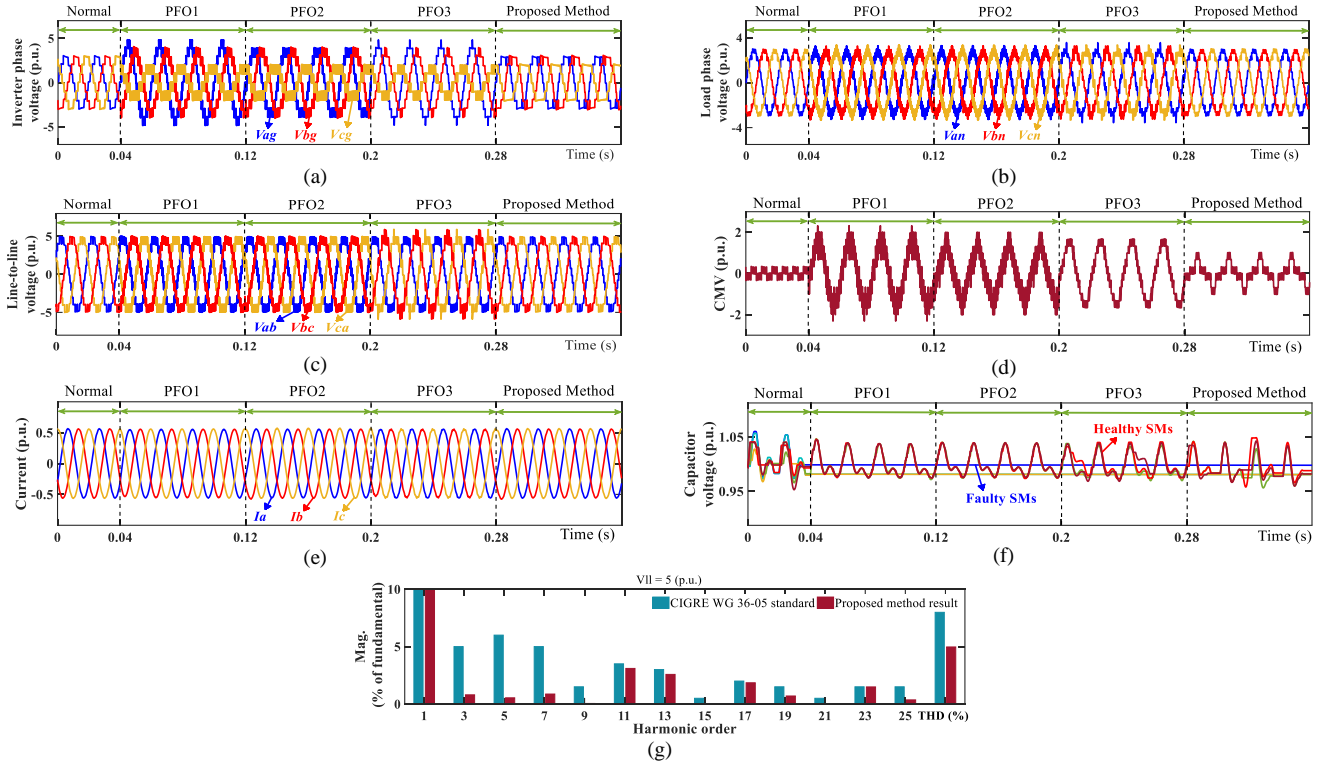 Normal PFO1 PFO2 PFO3 Proposed Method
Inverter phase
voltage (p.u.)
5
0
-5
Vag Vbg Vcg
0 0.04 0.12 0.2 0.28 Time (s)
(a)
Normal PFO1 PFO2 PFO3 Proposed Method
Load phase
voltage (p.u.)
4
0
-4
Van Vbn Vcn
0 0.04 0.12 0.2 0.28 Time (s)
(b)
Normal PFO1 PFO2 PFO3 Proposed Method
Line-to-line
voltage (p.u.)
5
0
-5
Vab Vbc Vca
0 0.04 0.12 0.2 0.28 Time (s)
(c)
Normal PFO1 PFO2 PFO3 Proposed Method
CMV (p.u.)
2
0
-2
0 0.04 0.12 0.2 0.28 Time (s)
(d)
Normal PFO1 PFO2 PFO3 Proposed Method
Current (p.u.)
0.5
0
-0.5
Ia Ib Ic
0 0.04 0.12 0.2 0.28 Time (s)
(e)
Normal PFO1 PFO2 PFO3 Proposed Method
Capacitor
voltage (p.u.)
1.05
0.95
Healthy SMs
Faulty SMs
0 0.04 0.12 0.2 0.28 Time (s)
(f)
Vll = 5 (p.u.)
CIGRE WG 36-05 standard Proposed method result
Mag.
(% of fundamental)
10
5
0
1 3 5 7 9 11 13 15 17 19 21 23 25 THD (%)
Harmonic order
(g)